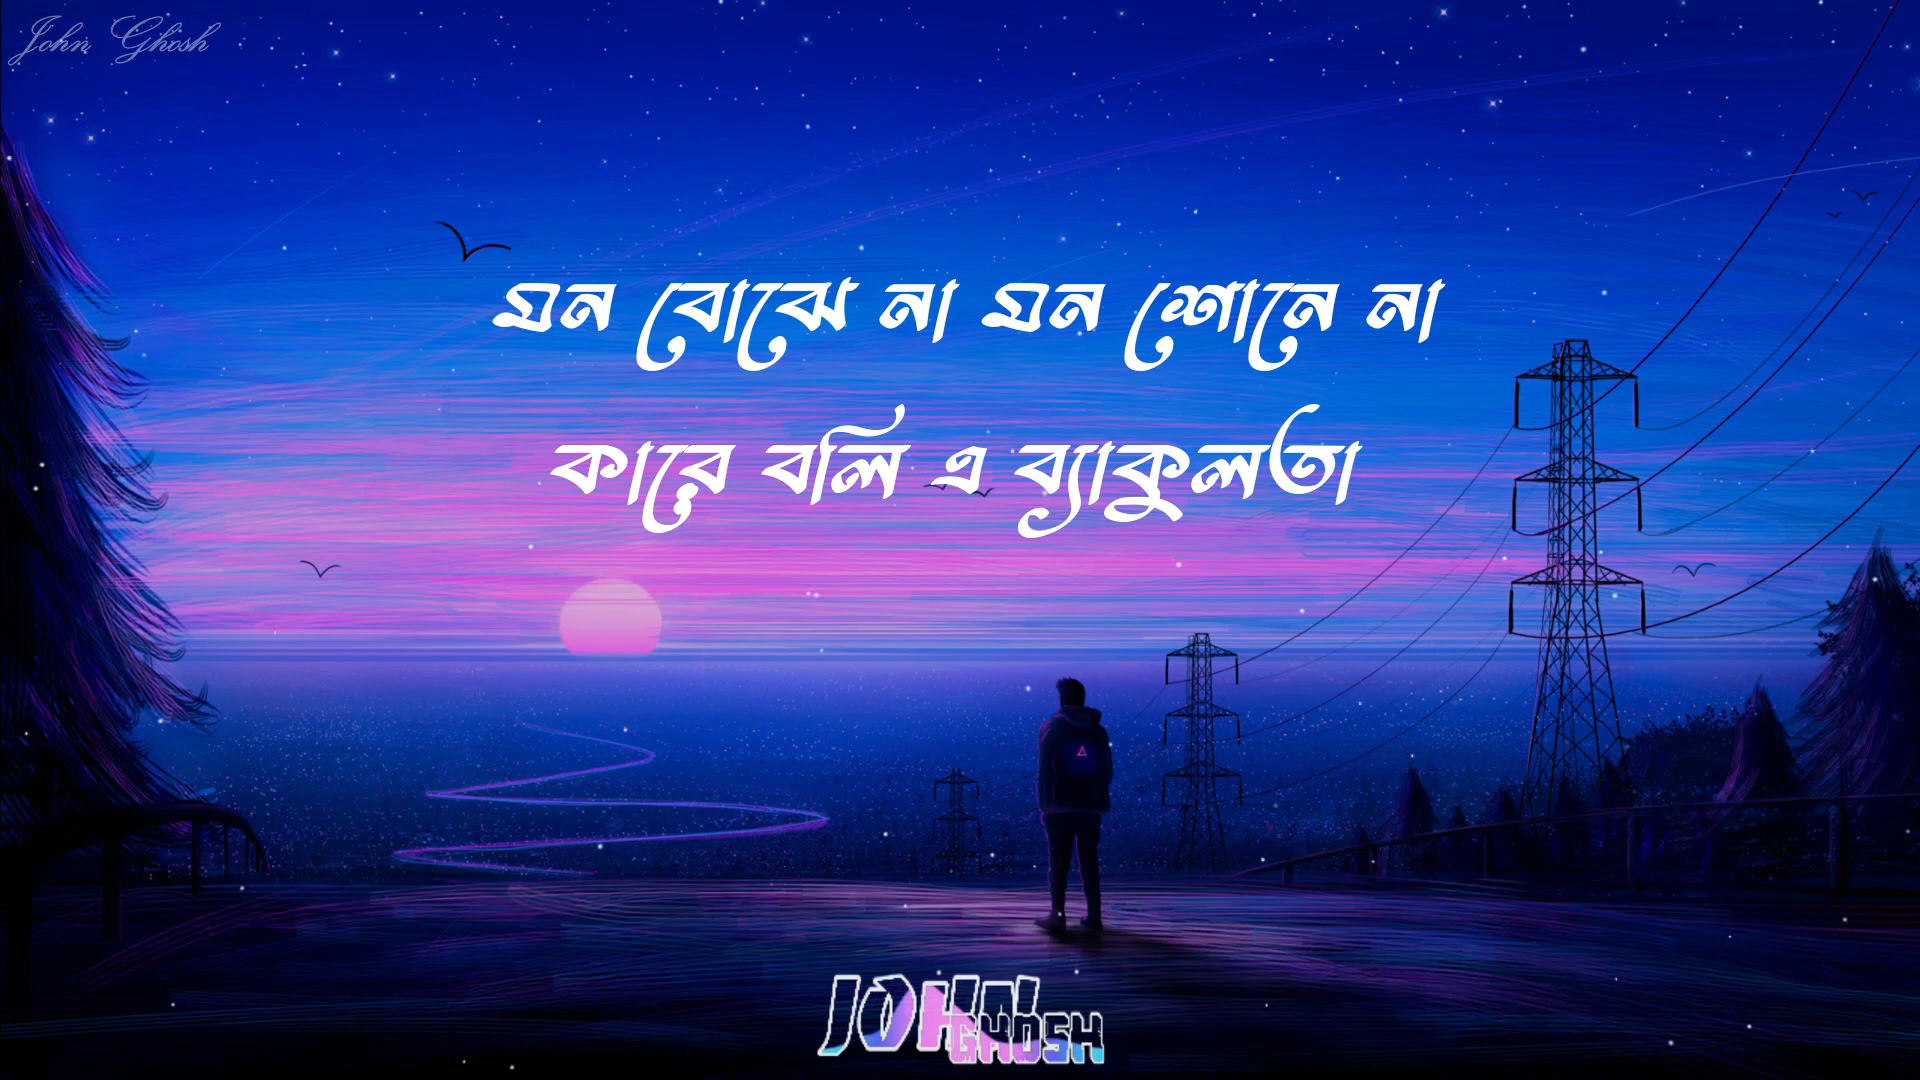 John Ghosh
মন বোঝে না মন শোনে না
কারে বলি এ ব্যাকুলতা
JOHN
GHOSH